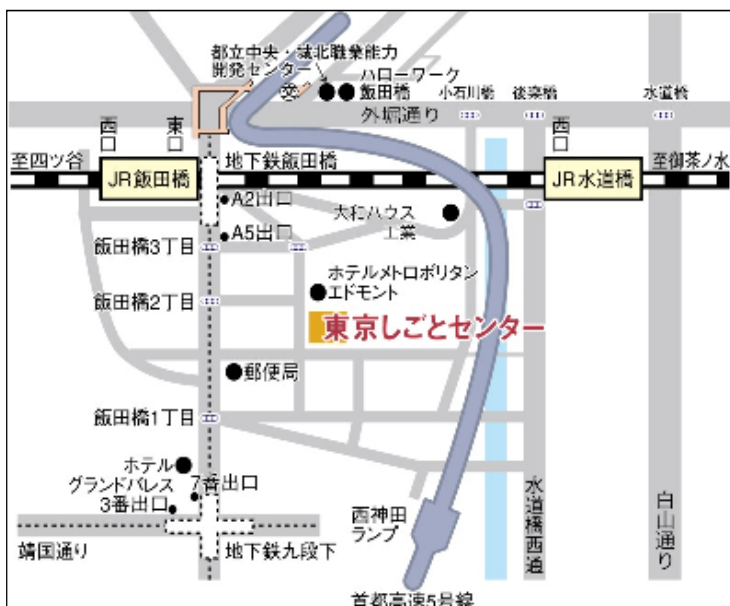 都立中央・城北職業能力
開発センター
ハローワーク
飯田橋
小石川橋
後楽橋
水道橋
外堀通り
西口
東口
西口
至四ツ谷
JR飯田橋
地下鉄飯田橋
JR水道橋
至御茶ノ水
A2出口
大和ハウス
工業
A5出口
飯田橋3丁目
ホテルメトロポリタン
エドモント
飯田橋2丁目
東京しごとセンター
郵便局
飯田橋1丁目
ホテル
グランドパレス
7番出口
3番出口
西神田
ランプ
水道橋西通
白山通り
靖国通り
地下鉄九段下
首都高速5号線